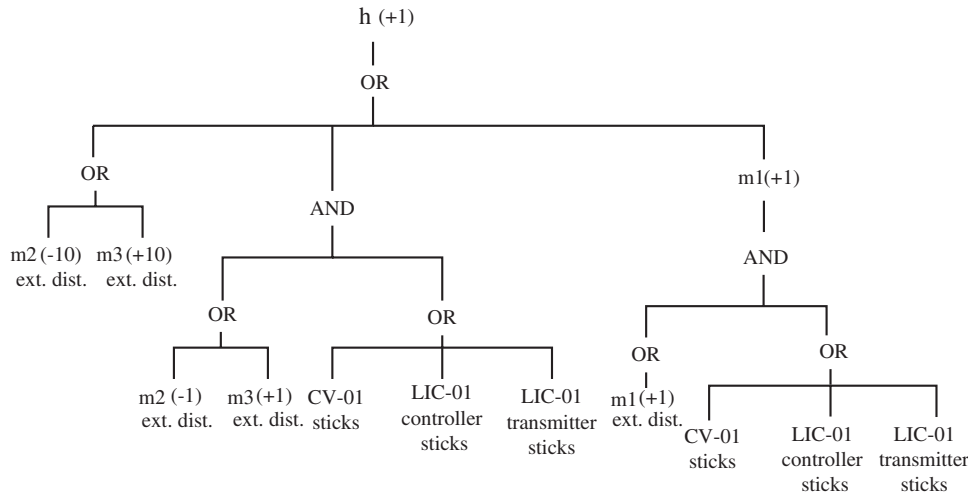 h (+1)
OR
OR
m1(+1)
AND
m2 (-10) m3 (+10)
ext. dist. ext. dist.
AND
OR
OR
OR
OR
m2 (-1) m3 (+1)
ext. dist. ext. dist.
CV-01
sticks
LIC-01
controller
sticks
LIC-01
transmitter
sticks
m1(+1)
ext. dist.
CV-01
sticks
LIC-01
controller
sticks
LIC-01
transmitter
sticks